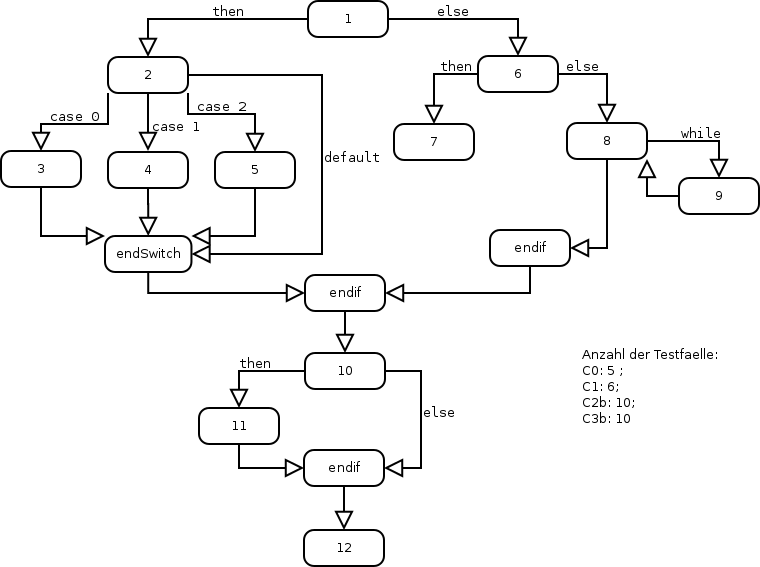 then
1
else
2
then
6
else
case 0
case 1
case 2
7
8
while
default
3
4
5
9
endSwitch
endif
endif
then
10
else
11
endif
12
Anzahl der Testfaelle:
C0: 5 ;
C1: 6;
C2b: 10;
C3b: 10